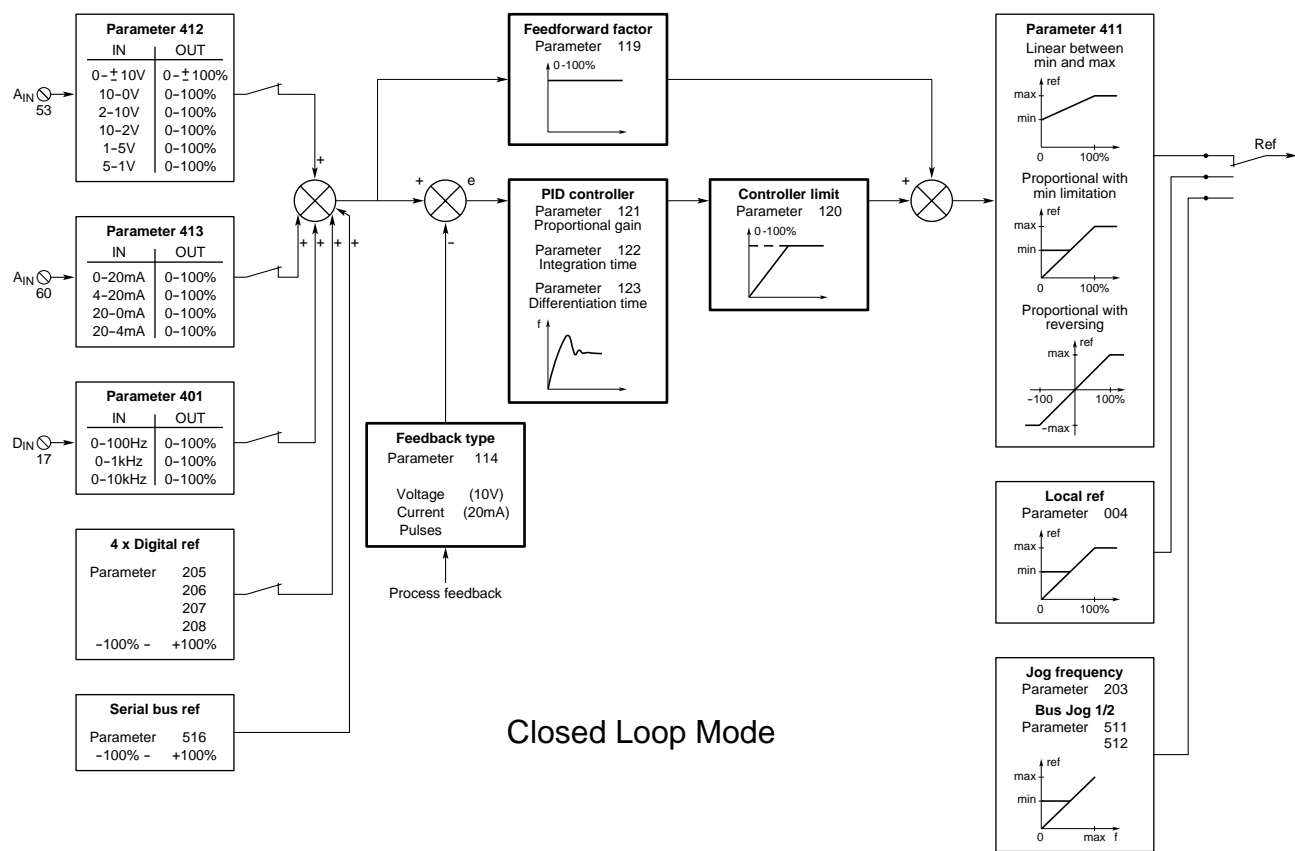 Parameter 412
IN OUT
0-±10V 0-±100%
10-0V 0-100%
2-10V 0-100%
10-2V 0-100%
1-5V 0-100%
5-1V 0-100%
AIN
53
+
Parameter 413
IN OUT
0-20mA 0-100%
4-20mA 0-100%
20-0mA 0-100%
20-4mA 0-100%
AIN
60
+ + + + +
Parameter 401
IN OUT
0-100Hz 0-100%
0-1kHz 0-100%
0-10kHz 0-100%
DIN
17
4 x Digital ref
Parameter 205
206
207
208
-100% - +100%
Serial bus ref
Parameter 516
-100% - +100%
Feedforward factor
Parameter 119
0-100%
+
-
e
PID controller
Parameter 121
Proportional gain
Parameter 122
Integration time
Parameter 123
Differentiation time
f
Controller limit
Parameter 120
0-100%
+
+
Feedback type
Parameter 114
Voltage (10V)
Current (20mA)
Pulses
Process feedback
Closed Loop Mode
Parameter 411
Linear between
min and max
ref
max
min
0 100%
Proportional with
min limitation
ref
max
min
0 100%
Proportional with
reversing
ref
max
-100 100%
-max
Ref
Local ref
Parameter 004
ref
max
min
0 100%
Jog frequency
Parameter 203
Bus Jog 1/2
Parameter 511
512
ref
max
min
0 max f